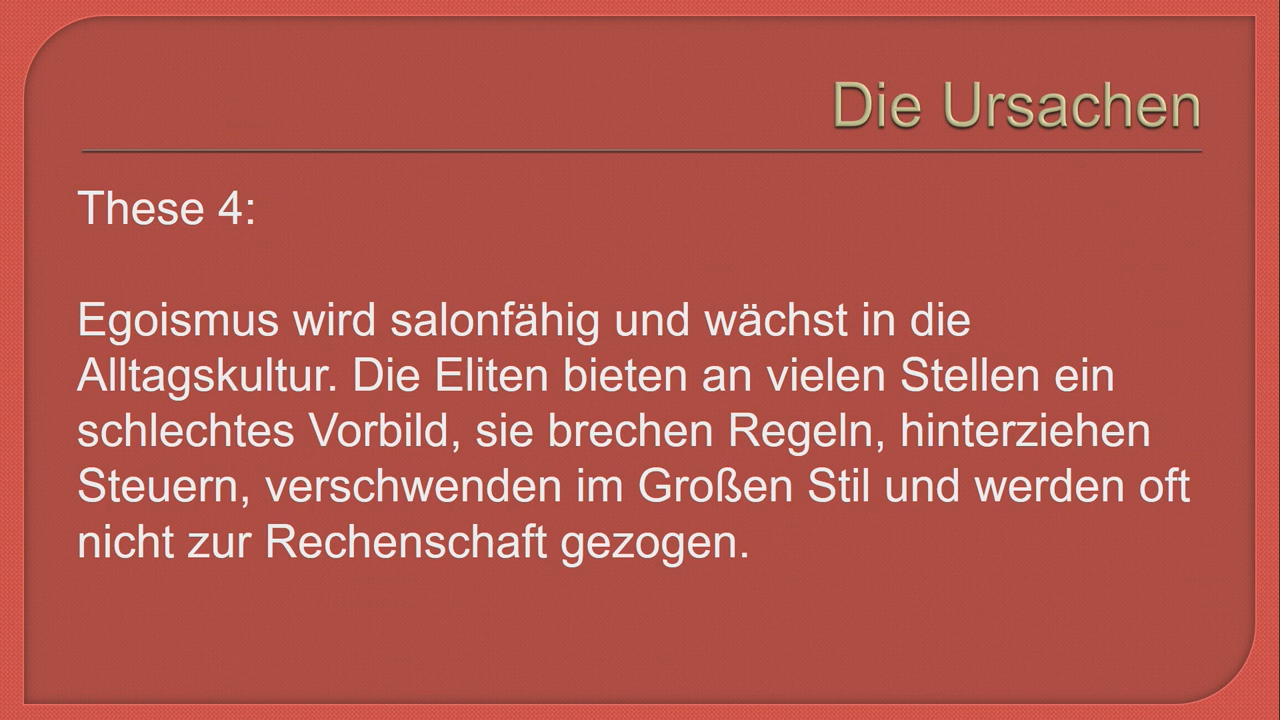 Die Ursachen
These 4:
Egoismus wird salonfähig und wächst in die
Alltagskultur. Die Eliten bieten an vielen Stellen ein
schlechtes Vorbild, sie brechen Regeln, hinterziehen
Steuern, verschwenden im Großen Stil und werden oft
nicht zur Rechenschaft gezogen.